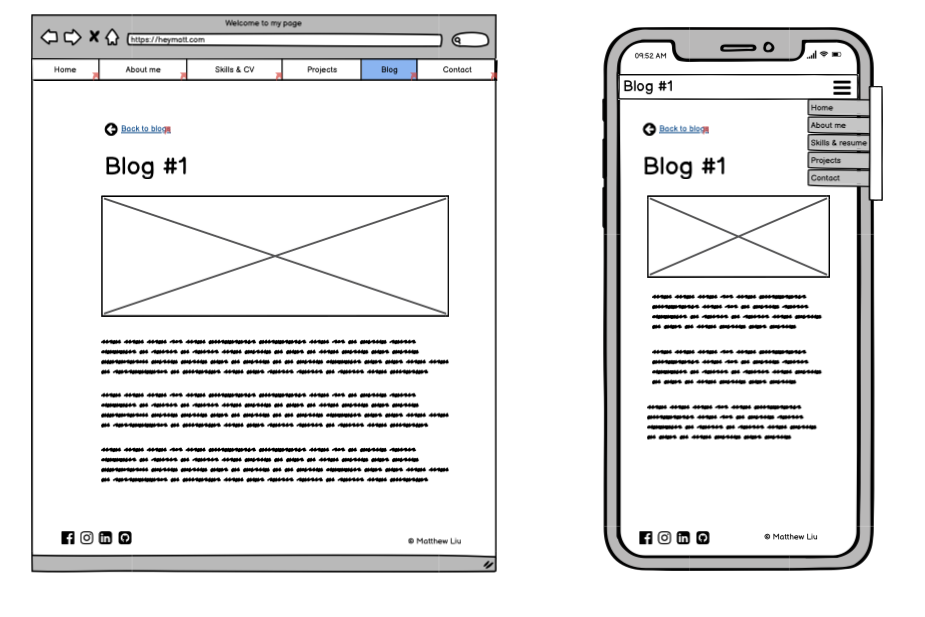 Welcome to my page
https://heymatt.com
Home About me Skills & CV Projects Blog Contact
Back to blogs
Blog #1
© Matthew Liu
09:52 AM
Blog #1
Home
About me
Skills & resume
Projects
Contact
Back to blogs
Blog #1
© Matthew Liu